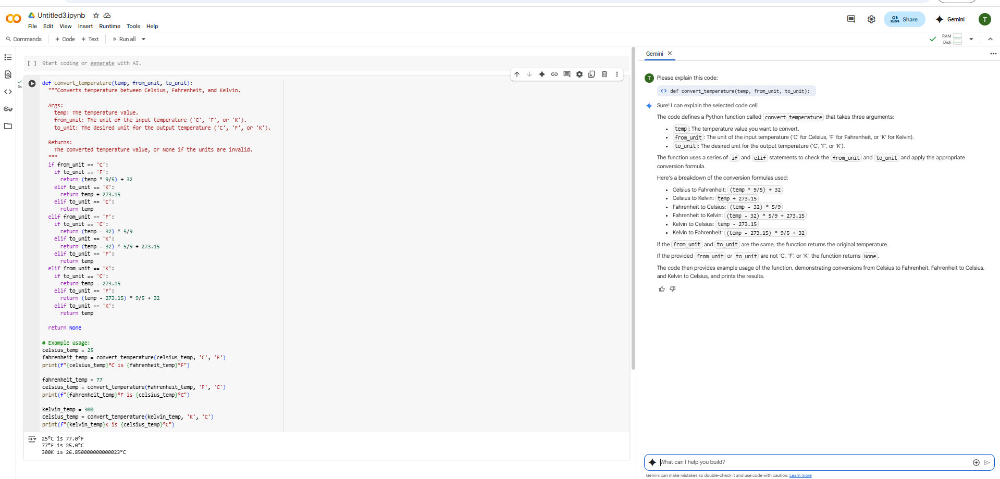 Untitled3.ipynb
File Edit View Insert Runtime Tools Help
Share
Gemini
T
Commands + Code + Text Run all
RAM
Disk
[ ] Start coding or generate with AI.
0s
def convert_temperature(temp, from_unit, to_unit):
  """Converts temperature between Celsius, Fahrenheit, and Kelvin.
  Args:
    temp: The temperature value.
    from_unit: The unit of the input temperature ('C', 'F', or 'K').
    to_unit: The desired unit for the output temperature ('C', 'F', or 'K').
  Returns:
    The converted temperature value, or None if the units are invalid.
  """
  if from_unit == 'C':
    if to_unit == 'F':
      return (temp * 9/5) + 32
    elif to_unit == 'K':
      return temp + 273.15
    elif to_unit == 'C':
      return temp
  elif from_unit == 'F':
    if to_unit == 'C':
      return (temp - 32) * 5/9
    elif to_unit == 'K':
      return (temp - 32) * 5/9 + 273.15
    elif to_unit == 'F':
      return temp
  elif from_unit == 'K':
    if to_unit == 'C':
      return temp - 273.15
    elif to_unit == 'F':
      return (temp - 273.15) * 9/5 + 32
    elif to_unit == 'K':
      return temp
  return None
# Example usage:
celsius_temp = 25
fahrenheit_temp = convert_temperature(celsius_temp, 'C', 'F')
print(f"{celsius_temp}°C is {fahrenheit_temp}°F")
fahrenheit_temp = 77
celsius_temp = convert_temperature(fahrenheit_temp, 'F', 'C')
print(f"{fahrenheit_temp}°F is {celsius_temp}°C")
kelvin_temp = 300
celsius_temp = convert_temperature(kelvin_temp, 'K', 'C')
print(f"{kelvin_temp}K is {celsius_temp}°C")
25°C is 77.0°F
77°F is 25.0°C
300K is 26.850000000000023°C
Gemini
T
Please explain this code:
def convert_temperature(temp, from_unit, to_unit):
Sure! I can explain the selected code cell.
The code defines a Python function called convert_temperature that takes three arguments:
• temp: The temperature value you want to convert.
• from_unit: The unit of the input temperature ('C' for Celsius, 'F' for Fahrenheit, or 'K' for Kelvin).
• to_unit: The desired unit for the output temperature ('C', 'F', or 'K').
The function uses a series of if and elif statements to check the from_unit and to_unit and apply the appropriate
conversion formula.
Here's a breakdown of the conversion formulas used:
• Celsius to Fahrenheit: (temp * 9/5) + 32
• Celsius to Kelvin: temp + 273.15
• Fahrenheit to Celsius: (temp - 32) * 5/9
• Fahrenheit to Kelvin: (temp - 32) * 5/9 + 273.15
• Kelvin to Celsius: temp - 273.15
• Kelvin to Fahrenheit: (temp - 273.15) * 9/5 + 32
If the from_unit and to_unit are the same, the function returns the original temperature.
If the provided from_unit or to_unit are not 'C', 'F', or 'K', the function returns None.
The code then provides example usage of the function, demonstrating conversions from Celsius to Fahrenheit, Fahrenheit to Celsius,
and Kelvin to Celsius, and prints the results.
What can I help you build?
Gemini can make mistakes so double-check it and use code with caution. Learn more